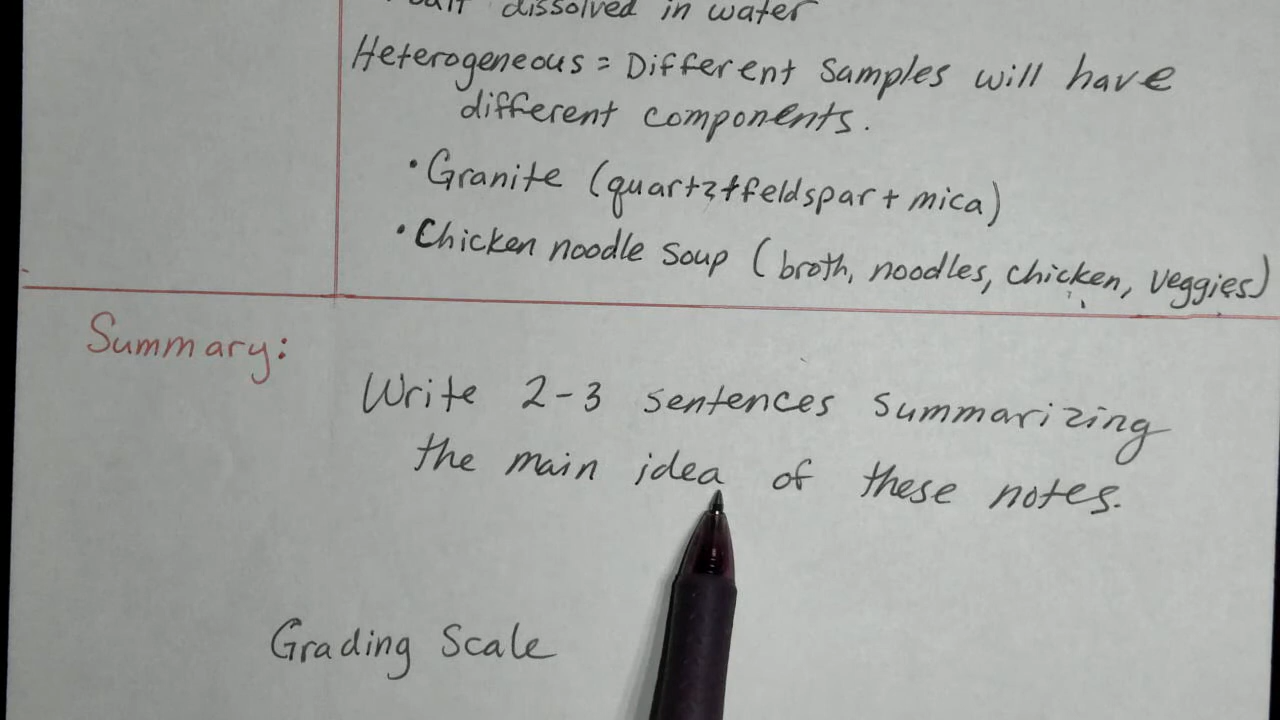 dissolved in water
Heterogeneous = Different Samples will have
different components.
• Granite (quartz+feldspar + mica)
• Chicken noodle Soup (broth, noodles, chicken, veggies)
Summary:
Write 2-3 sentences summarizing
the main idea of these notes.
Grading Scale